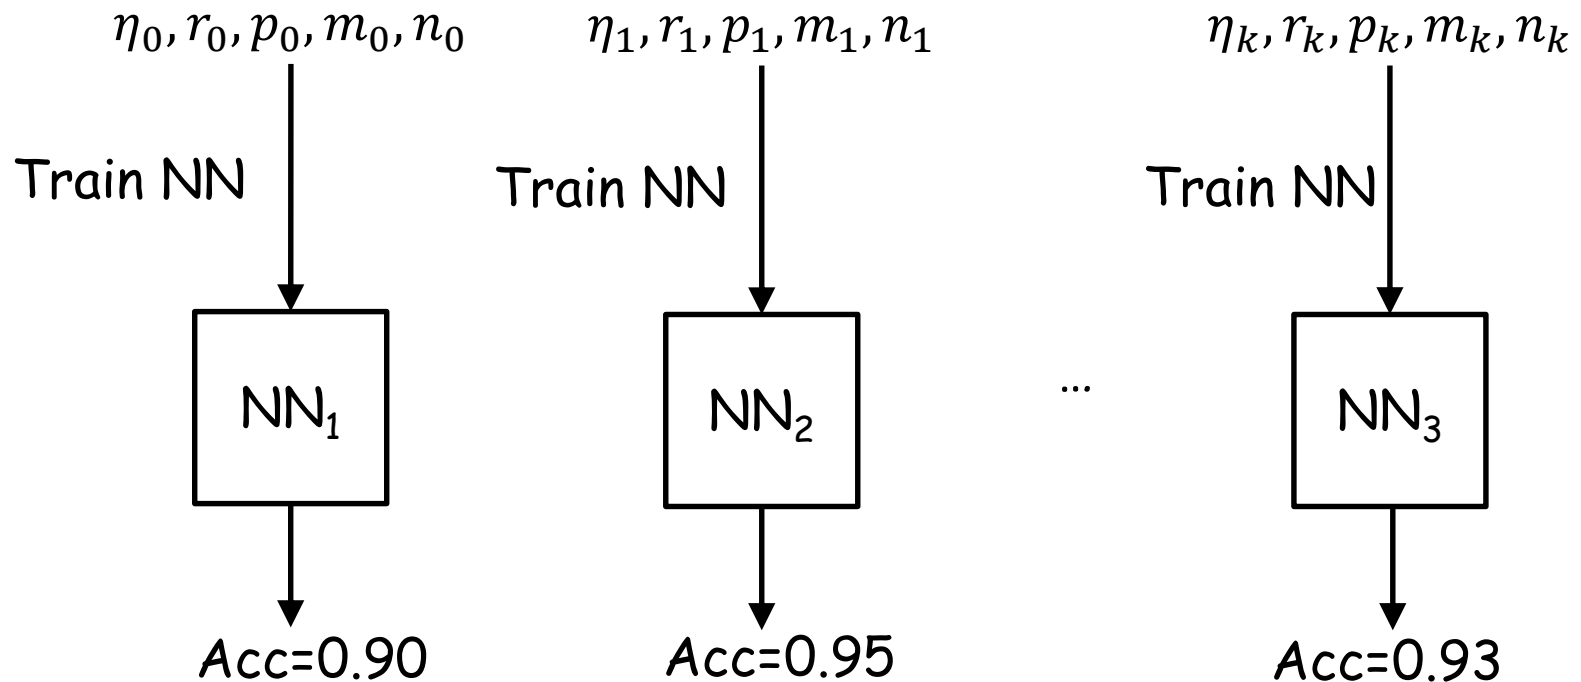 η₀, r₀, p₀, m₀, n₀
η₁, r₁, p₁, m₁, n₁
ηₖ, rₖ, pₖ, mₖ, nₖ
Train NN
Train NN
Train NN
NN₁
NN₂
...
NN₃
Acc=0.90
Acc=0.95
Acc=0.93